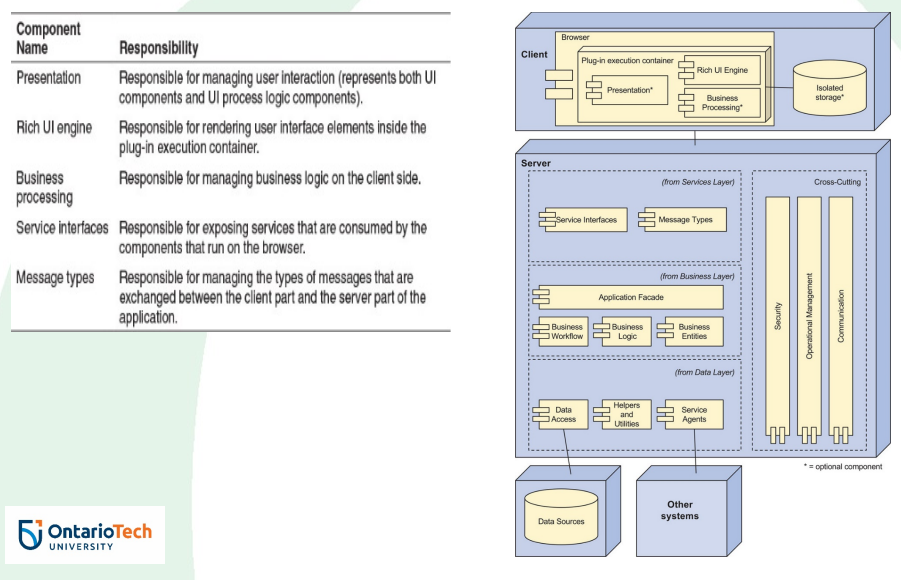 Component
Name
Responsibility
Presentation
Responsible for managing user interaction (represents both UI
components and UI process logic components).
Rich UI engine
Responsible for rendering user interface elements inside the
plug-in execution container.
Business
processing
Responsible for managing business logic on the client side.
Service interfaces
Responsible for exposing services that are consumed by the
components that run on the browser.
Message types
Responsible for managing the types of messages that are
exchanged between the client part and the server part of the
application.
OntarioTech
UNIVERSITY
Client
Browser
Plug-in execution container
Presentation*
Rich UI Engine
Business
Processing*
Isolated
storage*
Server
(from Services Layer)
Service Interfaces
Message Types
(from Business Layer)
Application Facade
Business
Workflow
Business
Logic
Business
Entities
(from Data Layer)
Data
Access
Helpers
and
Utilities
Service
Agents
Cross-Cutting
Security
Operational Management
Communication
* = optional component
Data Sources
Other
systems